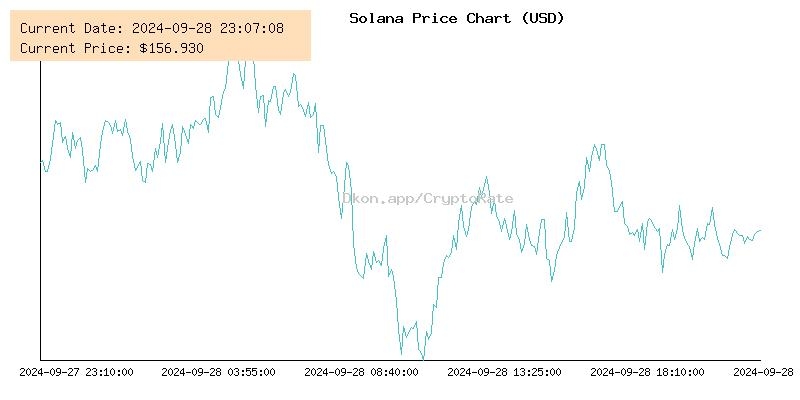 Solana Price Chart (USD)
Current Date: 2024-09-28 23:07:08
Current Price: $156.930
Dkon.app/CryptoRate
2024-09-27 23:10:00 2024-09-28 03:55:00 2024-09-28 08:40:00 2024-09-28 13:25:00 2024-09-28 18:10:00 2024-09-28